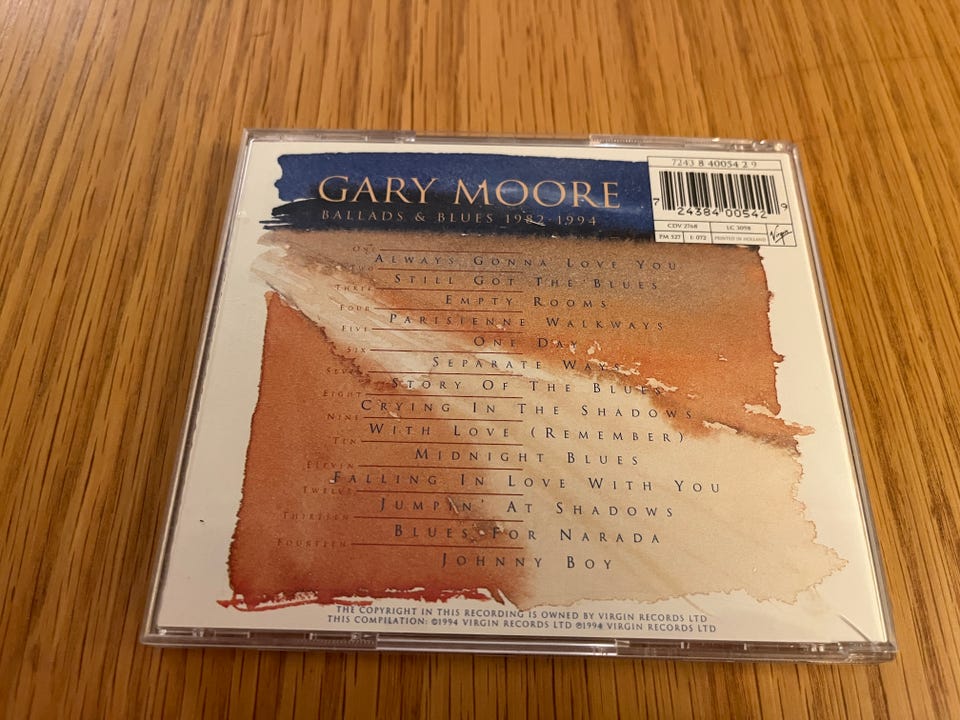 7243 8 40054 2 9
GARY MOORE
BALLADS & BLUES 1982-1994
7 24384 00542 9
CDV 2768 LC 3098
PM 527 F: 072 PRINTED IN HOLLAND Virgin
ONE
ALWAYS GONNA LOVE YOU
TWO
STILL GOT THE BLUES
THREE
EMPTY ROOMS
FOUR
PARISIENNE WALKWAYS
FIVE
ONE DAY
SIX
SEPARATE WAYS
SEVEN
STORY OF THE BLUES
EIGHT
CRYING IN THE SHADOWS
NINE
WITH LOVE (REMEMBER)
TEN
MIDNIGHT BLUES
ELEVEN
FALLING IN LOVE WITH YOU
TWELVE
JUMPIN' AT SHADOWS
THIRTEEN
BLUES FOR NARADA
FOURTEEN
JOHNNY BOY
THE COPYRIGHT IN THIS RECORDING IS OWNED BY VIRGIN RECORDS LTD
THIS COMPILATION: ©1994 VIRGIN RECORDS LTD ℗1994 VIRGIN RECORDS LTD